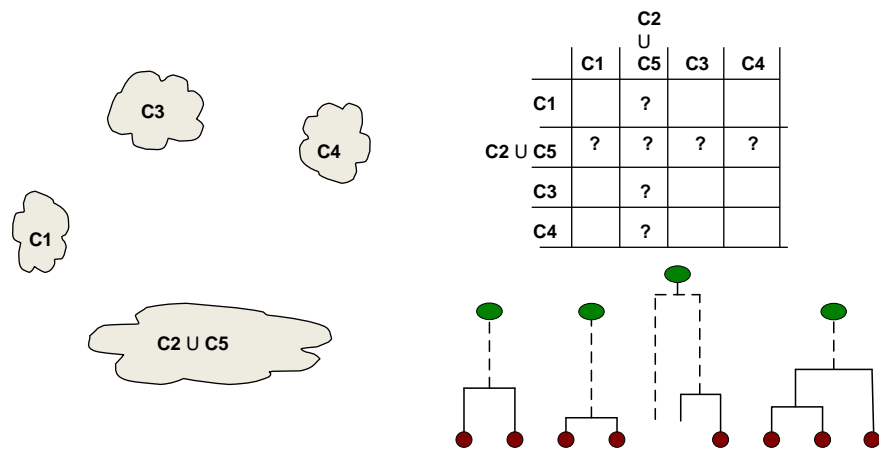 C3
C4
C1
C2 U C5
C2
U
C1 C5 C3 C4
C1 ?
C2 U C5 ? ? ? ?
C3 ?
C4 ?